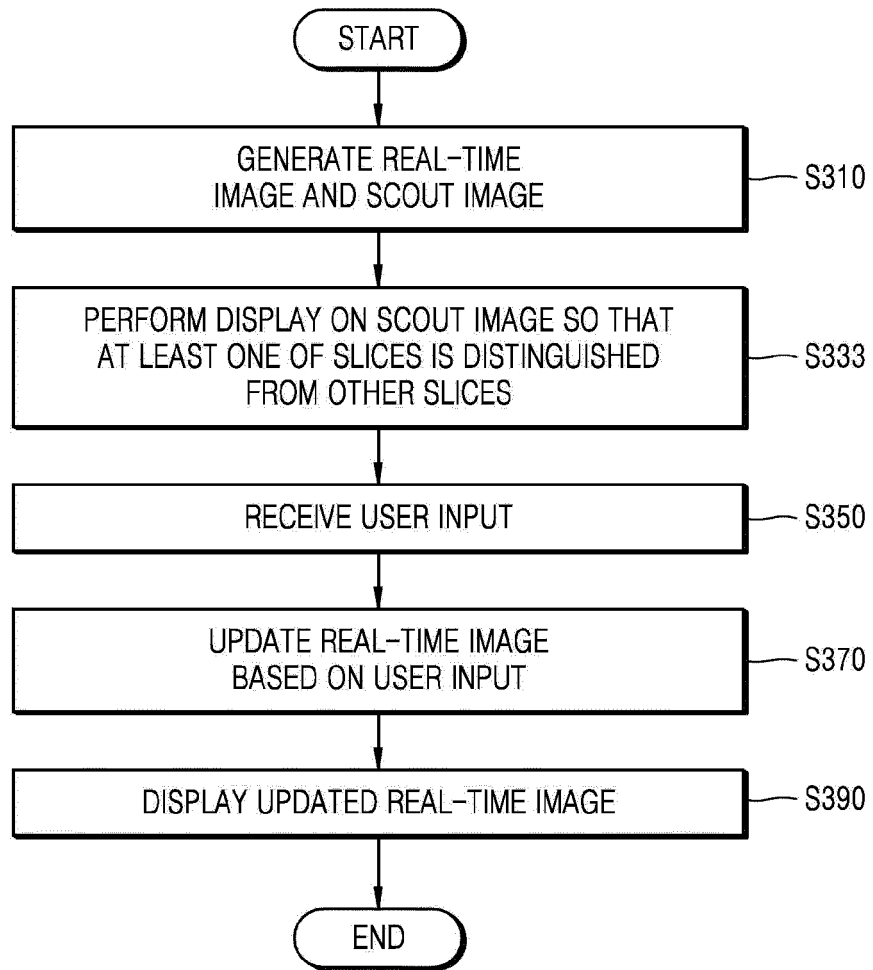 START
GENERATE REAL-TIME
IMAGE AND SCOUT IMAGE
S310
PERFORM DISPLAY ON SCOUT IMAGE SO THAT
AT LEAST ONE OF SLICES IS DISTINGUISHED
FROM OTHER SLICES
S333
RECEIVE USER INPUT
S350
UPDATE REAL-TIME IMAGE
BASED ON USER INPUT
S370
DISPLAY UPDATED REAL-TIME IMAGE
S390
END